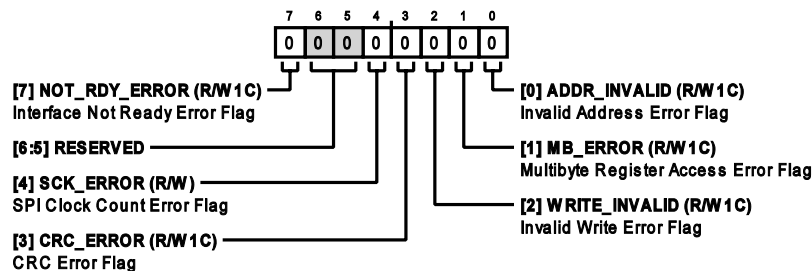 7 6 5 4 3 2 1 0
0 0 0 0 0 0 0 0
[7] NOT_RDY_ERROR (R/W1C)
Interface Not Ready Error Flag
[6:5] RESERVED
[4] SCK_ERROR (R/W)
SPI Clock Count Error Flag
[3] CRC_ERROR (R/W1C)
CRC Error Flag
[0] ADDR_INVALID (R/W1C)
Invalid Address Error Flag
[1] MB_ERROR (R/W1C)
Multibyte Register Access Error Flag
[2] WRITE_INVALID (R/W1C)
Invalid Write Error Flag